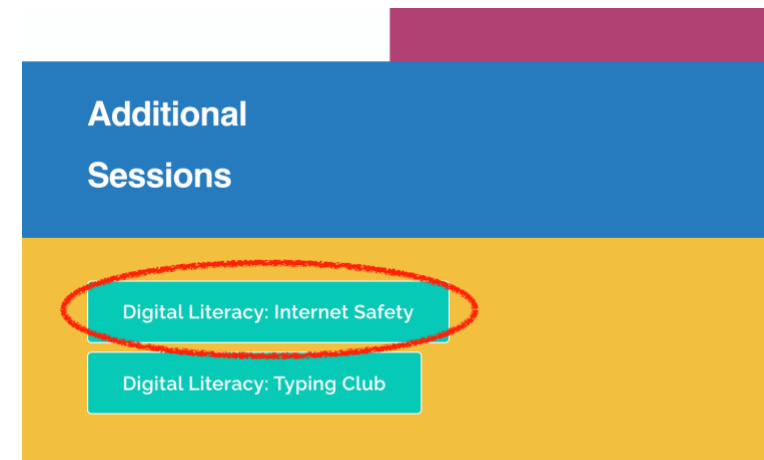 Additional
Sessions
Digital Literacy: Internet Safety
Digital Literacy: Typing Club